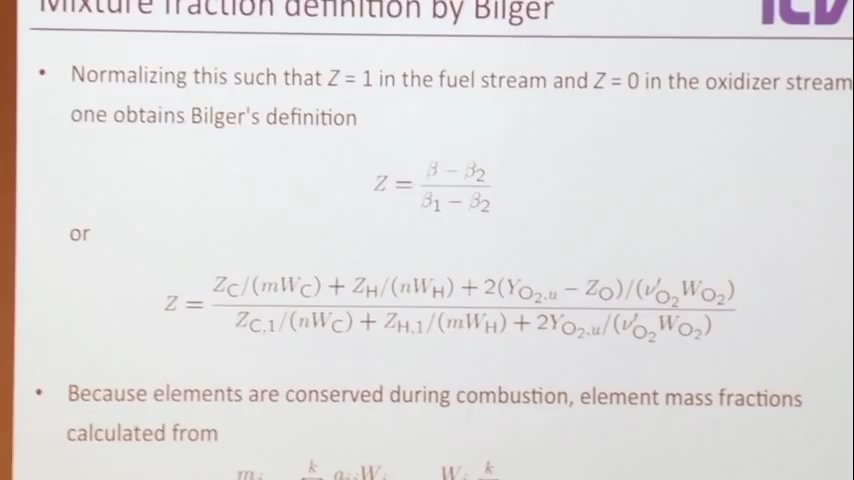 Mixture fraction definition by Bilger
• Normalizing this such that Z = 1 in the fuel stream and Z = 0 in the oxidizer stream
one obtains Bilger's definition
Z = (β − β₂) / (β₁ − β₂)
or
Z = (Z_C/(mW_C) + Z_H/(nW_H) + 2(Y_O₂,u − Z_O)/(ν′_O₂ W_O₂)) / (Z_C,1/(nW_C) + Z_H,1/(mW_H) + 2Y_O₂,u/(ν′_O₂ W_O₂))
• Because elements are conserved during combustion, element mass fractions
calculated from